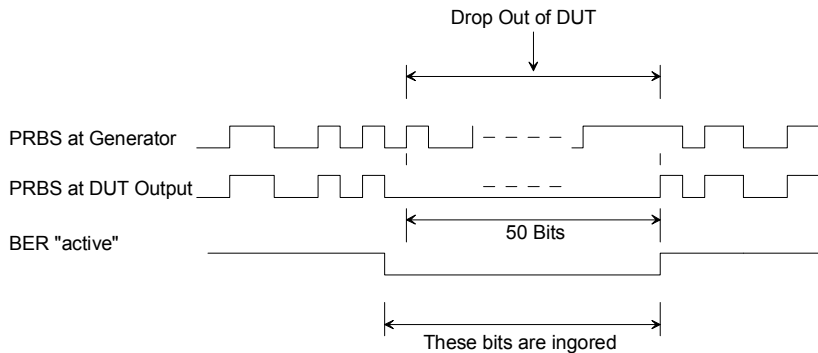 Drop Out of DUT
PRBS at Generator
PRBS at DUT Output
50 Bits
BER "active"
These bits are ingored